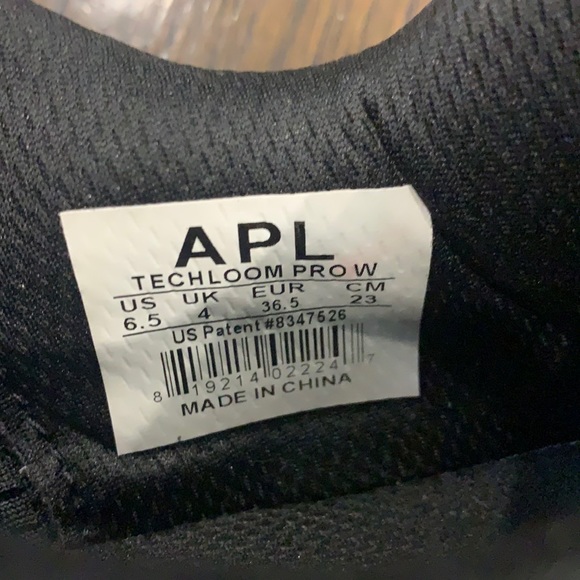 APL
TECHLOOM PRO W
US UK EUR CM
6.5 4 36.5 23
US Patent #8347526
8 19214 02224 7
MADE IN CHINA